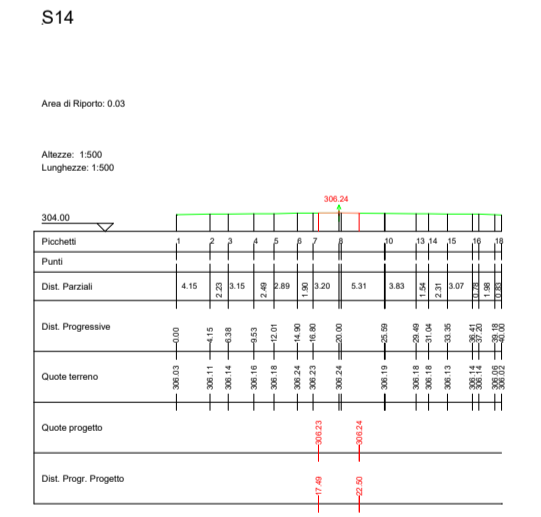 S14
Area di Riporto: 0.03
Altezze: 1:500
Lunghezze: 1:500
306.24
304.00
Picchetti 1 2 3 4 5 6 7 8 10 13 14 15 16 18
Punti
Dist. Parziali 4.15 2.23 3.15 2.49 2.89 1.90 3.20 5.31 3.83 1.54 2.31 3.07 0.78 1.98 0.83
Dist. Progressive 0.00 4.15 6.38 9.53 12.01 14.90 16.80 20.00 25.59 29.49 31.04 33.35 36.41 37.20 39.18 40.00
Quote terreno 306.03 306.11 306.14 306.16 306.18 306.24 306.23 306.24 306.19 306.18 306.18 306.13 306.14 306.14 306.06 306.02
Quote progetto 306.23 306.24
Dist. Progr. Progetto 17.49 22.50